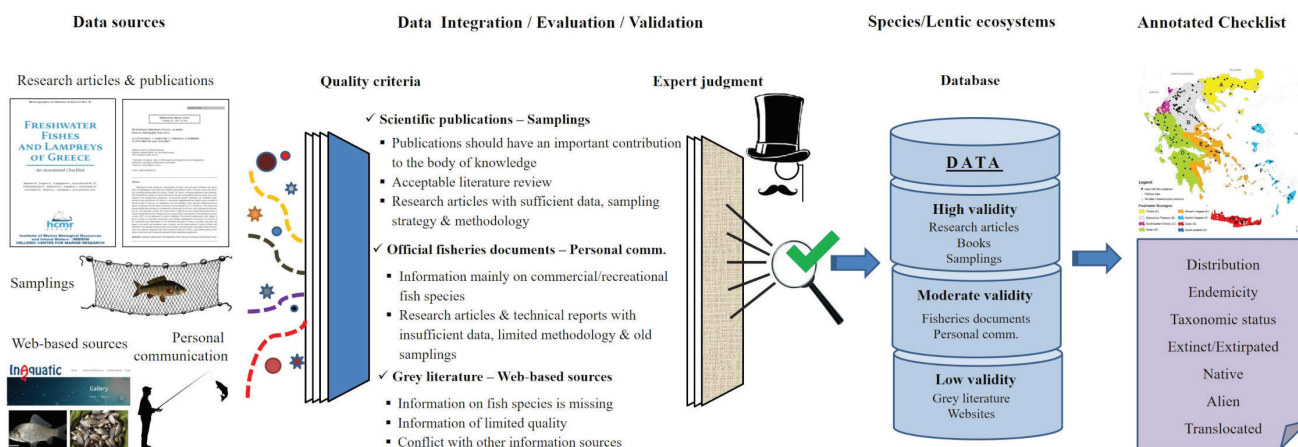 Data sources
Data Integration / Evaluation / Validation
Species/Lentic ecosystems
Annotated Checklist
Research articles & publications
FRESHWATER
FISHES
AND LAMPREYS
OF GREECE
An Annotated Checklist
hcmr
Institute of Marine Biological Resources
and Inland Waters - IMBRIW
HELLENIC CENTRE FOR MARINE RESEARCH
Samplings
Web-based sources
Personal
communication
Gallery
Quality criteria
✓ Scientific publications – Samplings
▪ Publications should have an important contribution
to the body of knowledge
▪ Acceptable literature review
▪ Research articles with sufficient data, sampling
strategy & methodology
✓ Official fisheries documents – Personal comm.
▪ Information mainly on commercial/recreational
fish species
▪ Research articles & technical reports with
insufficient data, limited methodology & old
samplings
✓ Grey literature – Web-based sources
▪ Information on fish species is missing
▪ Information of limited quality
▪ Conflict with other information sources
Expert judgment
Database
DATA
High validity
Research articles
Books
Samplings
Moderate validity
Fisheries documents
Personal comm.
Low validity
Grey literature
Websites
Legend
Distribution
Endemicity
Taxonomic status
Extinct/Extirpated
Native
Alien
Translocated